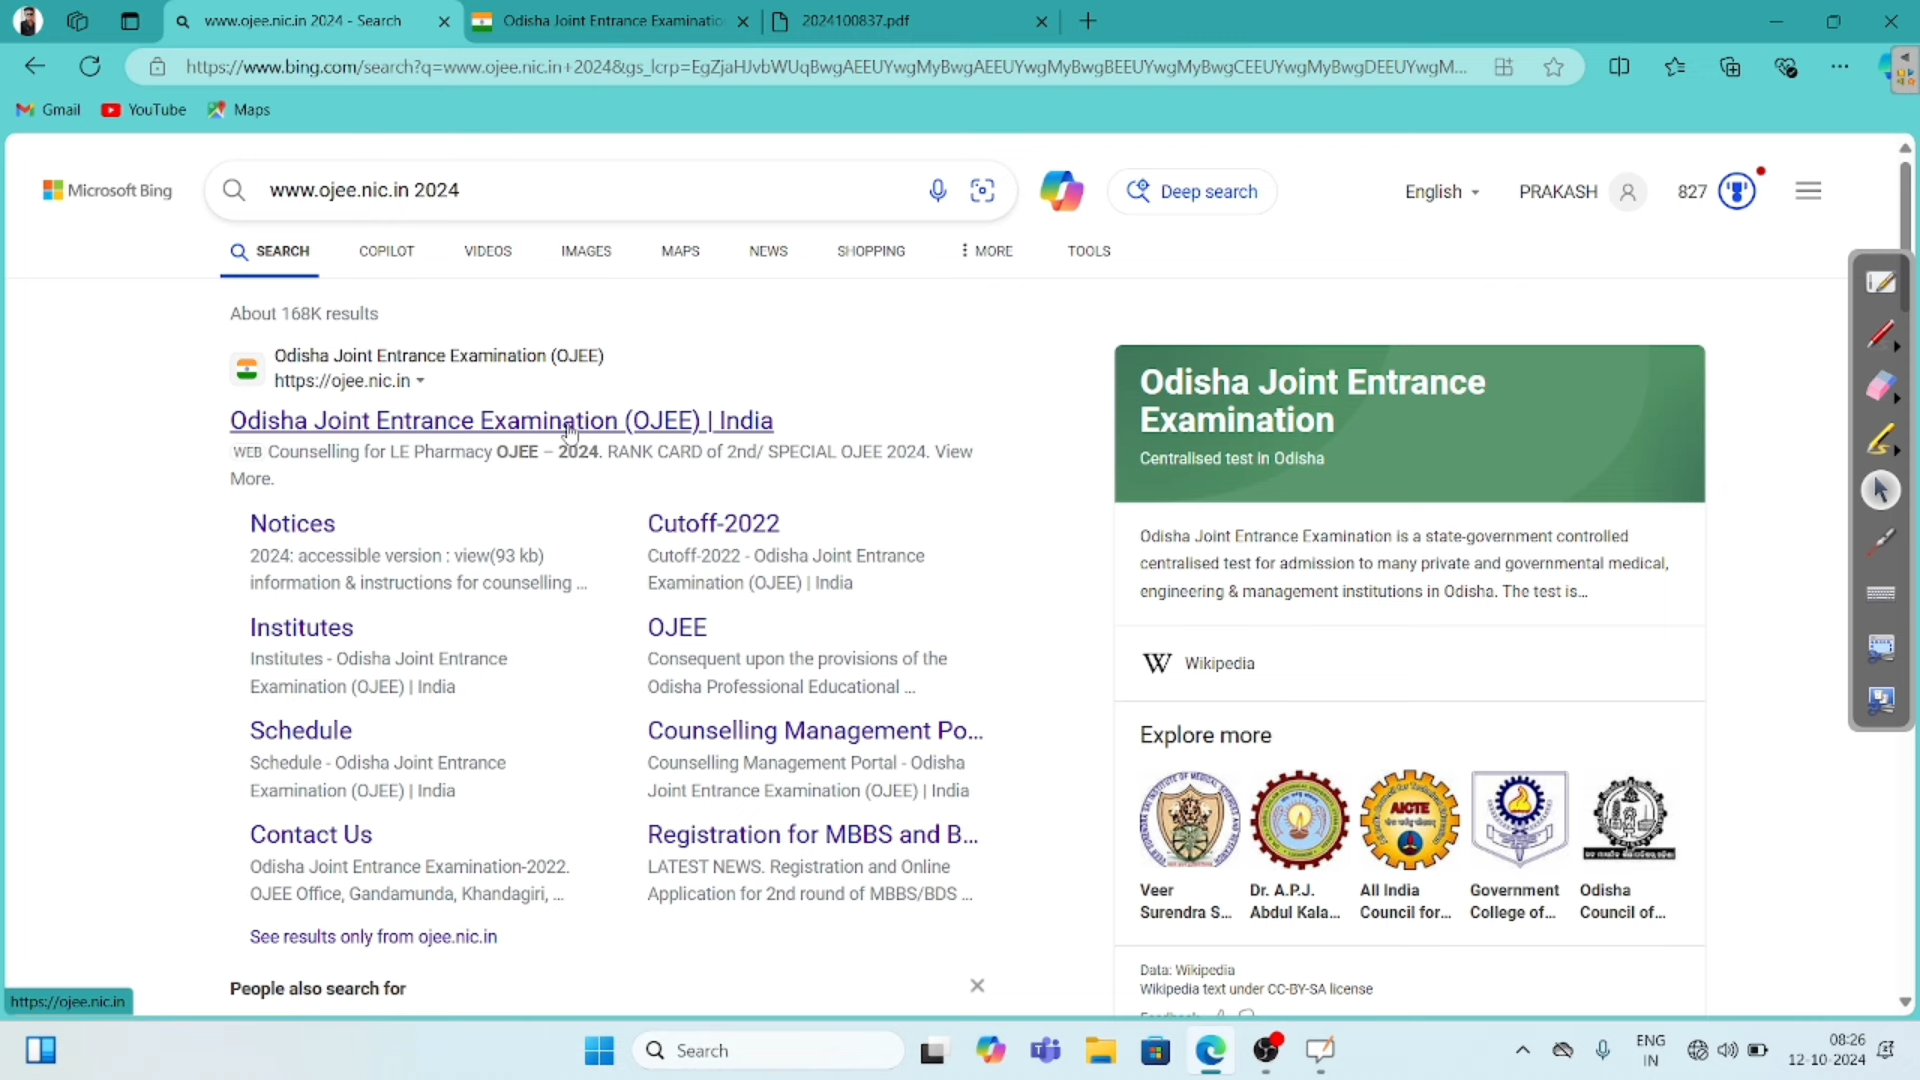 www.ojee.nic.in 2024 - Search
Odisha Joint Entrance Examinatio
2024100837.pdf
https://www.bing.com/search?q=www.ojee.nic.in+2024&gs_lcrp=EgZjaHJvbWUqBwgAEEUYwgMyBwgAEEUYwgMyBwgBEEUYwgMyBwgCEEUYwgMyBwgDEEUYwgM...
Gmail
YouTube
Maps
Microsoft Bing
www.ojee.nic.in 2024
Deep search
English
PRAKASH
827
SEARCH
COPILOT
VIDEOS
IMAGES
MAPS
NEWS
SHOPPING
MORE
TOOLS
About 168K results
Odisha Joint Entrance Examination (OJEE)
https://ojee.nic.in
Odisha Joint Entrance Examination (OJEE) | India
WEB Counselling for LE Pharmacy OJEE – 2024. RANK CARD of 2nd/ SPECIAL OJEE 2024. View
More.
Notices
2024: accessible version : view(93 kb)
information & instructions for counselling ...
Cutoff-2022
Cutoff-2022 - Odisha Joint Entrance
Examination (OJEE) | India
Institutes
Institutes - Odisha Joint Entrance
Examination (OJEE) | India
OJEE
Consequent upon the provisions of the
Odisha Professional Educational ...
Schedule
Schedule - Odisha Joint Entrance
Examination (OJEE) | India
Counselling Management Po...
Counselling Management Portal - Odisha
Joint Entrance Examination (OJEE) | India
Contact Us
Odisha Joint Entrance Examination-2022.
OJEE Office, Gandamunda, Khandagiri, ...
Registration for MBBS and B...
LATEST NEWS. Registration and Online
Application for 2nd round of MBBS/BDS ...
See results only from ojee.nic.in
People also search for
Odisha Joint Entrance
Examination
Centralised test in Odisha
Odisha Joint Entrance Examination is a state-government controlled
centralised test for admission to many private and governmental medical,
engineering & management institutions in Odisha. The test is...
Wikipedia
Explore more
AICTE
Veer
Surendra S...
Dr. A.P.J.
Abdul Kala...
All India
Council for...
Government
College of...
Odisha
Council of...
Data: Wikipedia
Wikipedia text under CC-BY-SA license
https://ojee.nic.in
Search
ENG
IN
08:26
12-10-2024